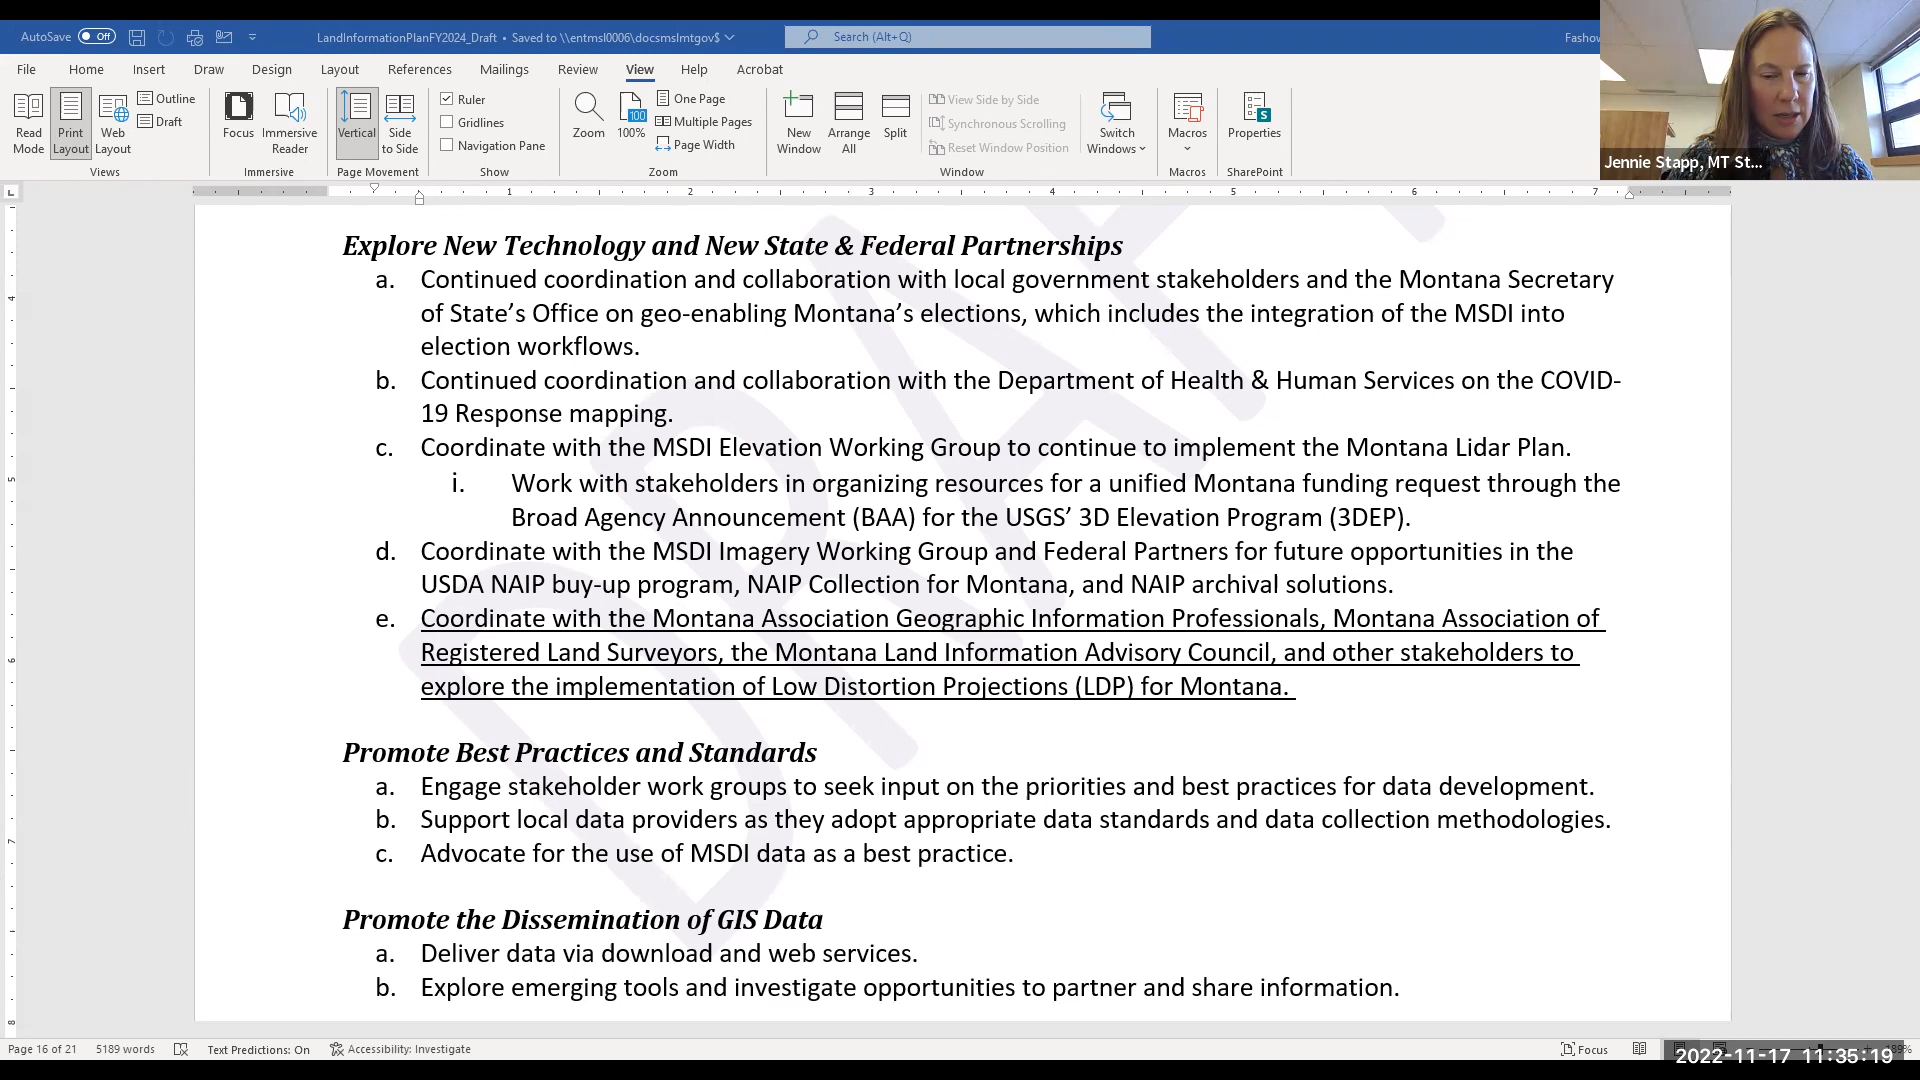 AutoSave Off LandInformationPlanFY2024_Draft • Saved to \\entmsl0006\docsmslmtgov$ Search (Alt+Q) Fashow
File Home Insert Draw Design Layout References Mailings Review View Help Acrobat
Read Mode Print Layout Web Layout Outline Draft
Views
Focus Immersive Reader
Immersive
Vertical Side to Side
Page Movement
Ruler
Gridlines
Navigation Pane
Show
Zoom 100% One Page
Multiple Pages
Page Width
Zoom
New Window Arrange All Split View Side by Side
Synchronous Scrolling
Reset Window Position
Switch Windows
Window
Macros
Macros
Properties
SharePoint
Jennie Stapp, MT St...
1 2 3 4 5 6 7
Explore New Technology and New State & Federal Partnerships
a. Continued coordination and collaboration with local government stakeholders and the Montana Secretary
of State’s Office on geo-enabling Montana’s elections, which includes the integration of the MSDI into
election workflows.
b. Continued coordination and collaboration with the Department of Health & Human Services on the COVID-
19 Response mapping.
c. Coordinate with the MSDI Elevation Working Group to continue to implement the Montana Lidar Plan.
i. Work with stakeholders in organizing resources for a unified Montana funding request through the
Broad Agency Announcement (BAA) for the USGS’ 3D Elevation Program (3DEP).
d. Coordinate with the MSDI Imagery Working Group and Federal Partners for future opportunities in the
USDA NAIP buy-up program, NAIP Collection for Montana, and NAIP archival solutions.
e. Coordinate with the Montana Association Geographic Information Professionals, Montana Association of
Registered Land Surveyors, the Montana Land Information Advisory Council, and other stakeholders to
explore the implementation of Low Distortion Projections (LDP) for Montana.
Promote Best Practices and Standards
a. Engage stakeholder work groups to seek input on the priorities and best practices for data development.
b. Support local data providers as they adopt appropriate data standards and data collection methodologies.
c. Advocate for the use of MSDI data as a best practice.
Promote the Dissemination of GIS Data
a. Deliver data via download and web services.
b. Explore emerging tools and investigate opportunities to partner and share information.
DRAFT
Page 16 of 21 5189 words Text Predictions: On Accessibility: Investigate Focus
2022-11-17 11:35:19